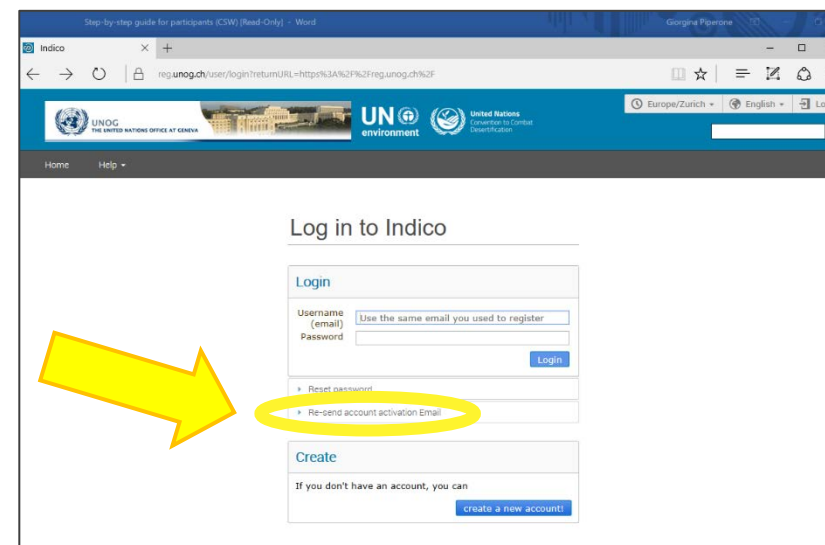 Step-by-step guide for participants (CSW) [Read-Only] - Word
Giorgina Piperone
Indico
reg.unog.ch/user/login?returnURL=https%3A%2F%2Freg.unog.ch%2F
UNOG
THE UNITED NATIONS OFFICE AT GENEVA
UN
environment
United Nations
Convention to Combat
Desertification
Europe/Zurich
English
Lo
Home Help
Log in to Indico
Login
Username
(email)
Use the same email you used to register
Password
Login
Reset password
Re-send account activation Email
Create
If you don't have an account, you can
create a new account!